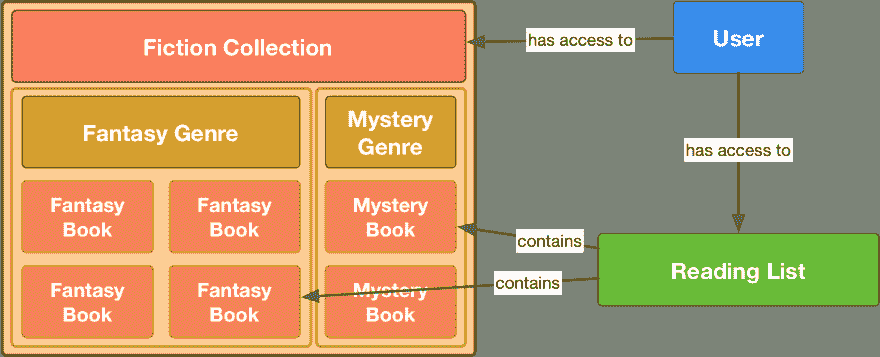 Fiction Collection
has access to
User
Fantasy Genre
Mystery
Genre
has access to
Fantasy
Book
Fantasy
Book
Mystery
Book
contains
Reading List
contains
Fantasy
Book
Fantasy
Book
Mystery
Book